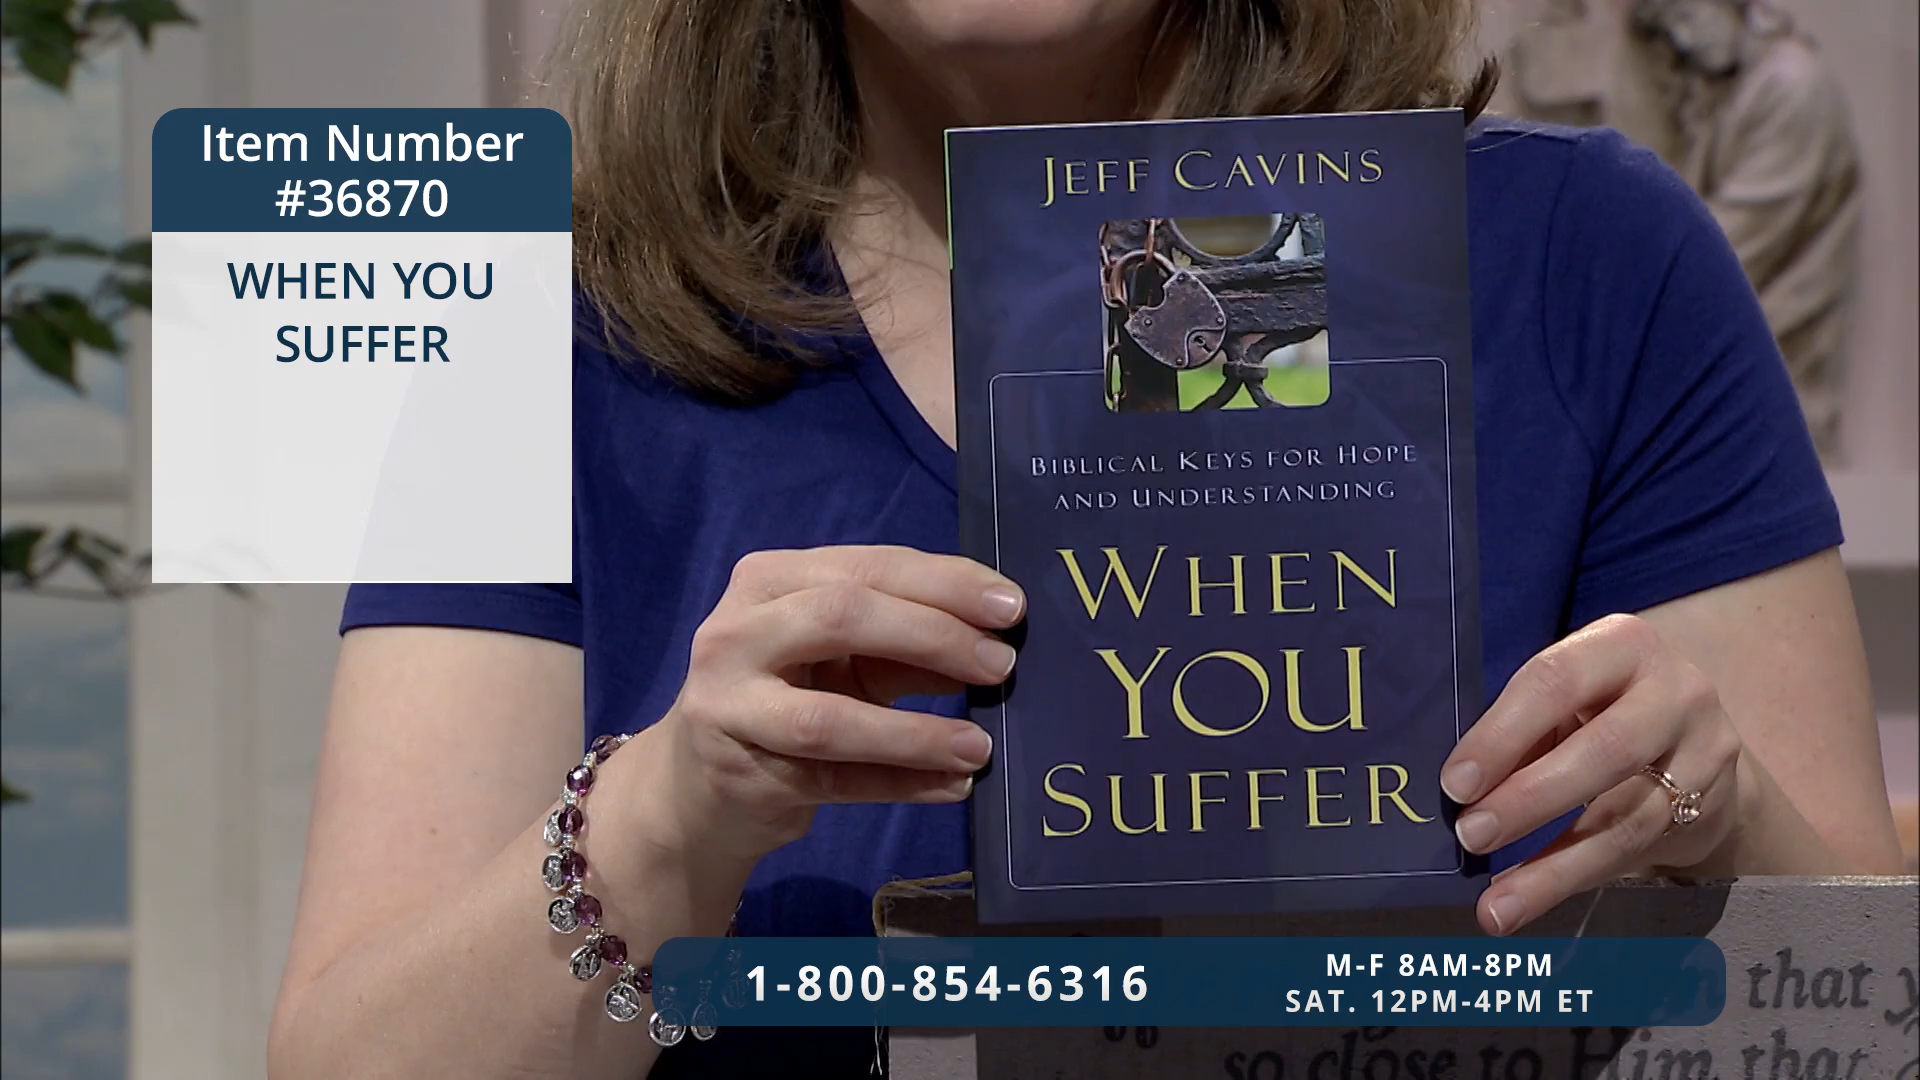 Item Number
#36870
WHEN YOU
SUFFER
JEFF CAVINS
BIBLICAL KEYS FOR HOPE
AND UNDERSTANDING
WHEN
YOU
SUFFER
1-800-854-6316
M-F 8AM-8PM
SAT. 12PM-4PM ET
that
so close to Him that